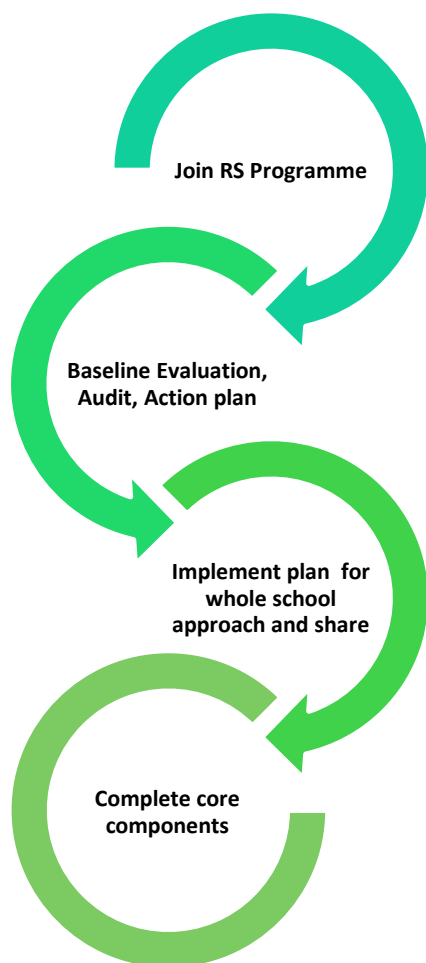 Join RS Programme
Baseline Evaluation,
Audit, Action plan
Implement plan  for
whole school
approach and share
Complete core
components